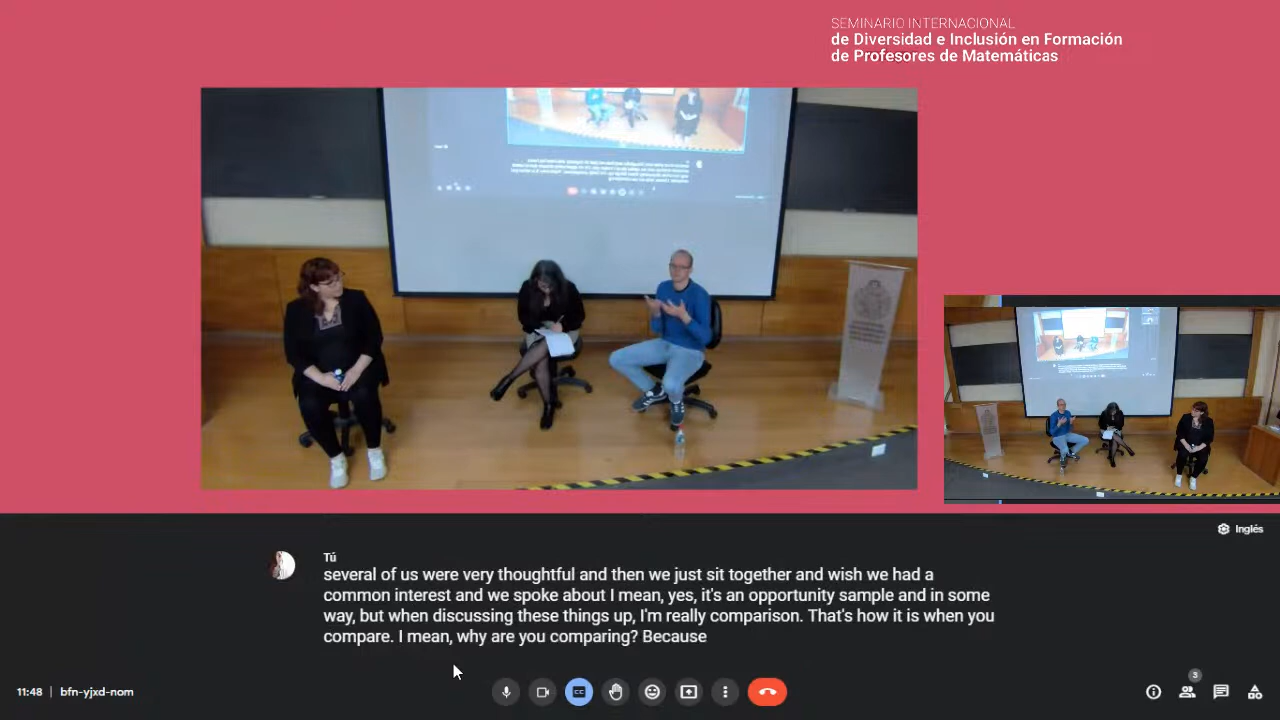 SEMINARIO INTERNACIONAL
de Diversidad e Inclusión en Formación
de Profesores de Matemáticas
Inglés
Tú
several of us were very thoughtful and then we just sit together and wish we had a
common interest and we spoke about I mean, yes, it's an opportunity sample and in some
way, but when discussing these things up, I'm really comparison. That's how it is when you
compare. I mean, why are you comparing? Because
3
11:48 | bfn-yjxd-nom
CC